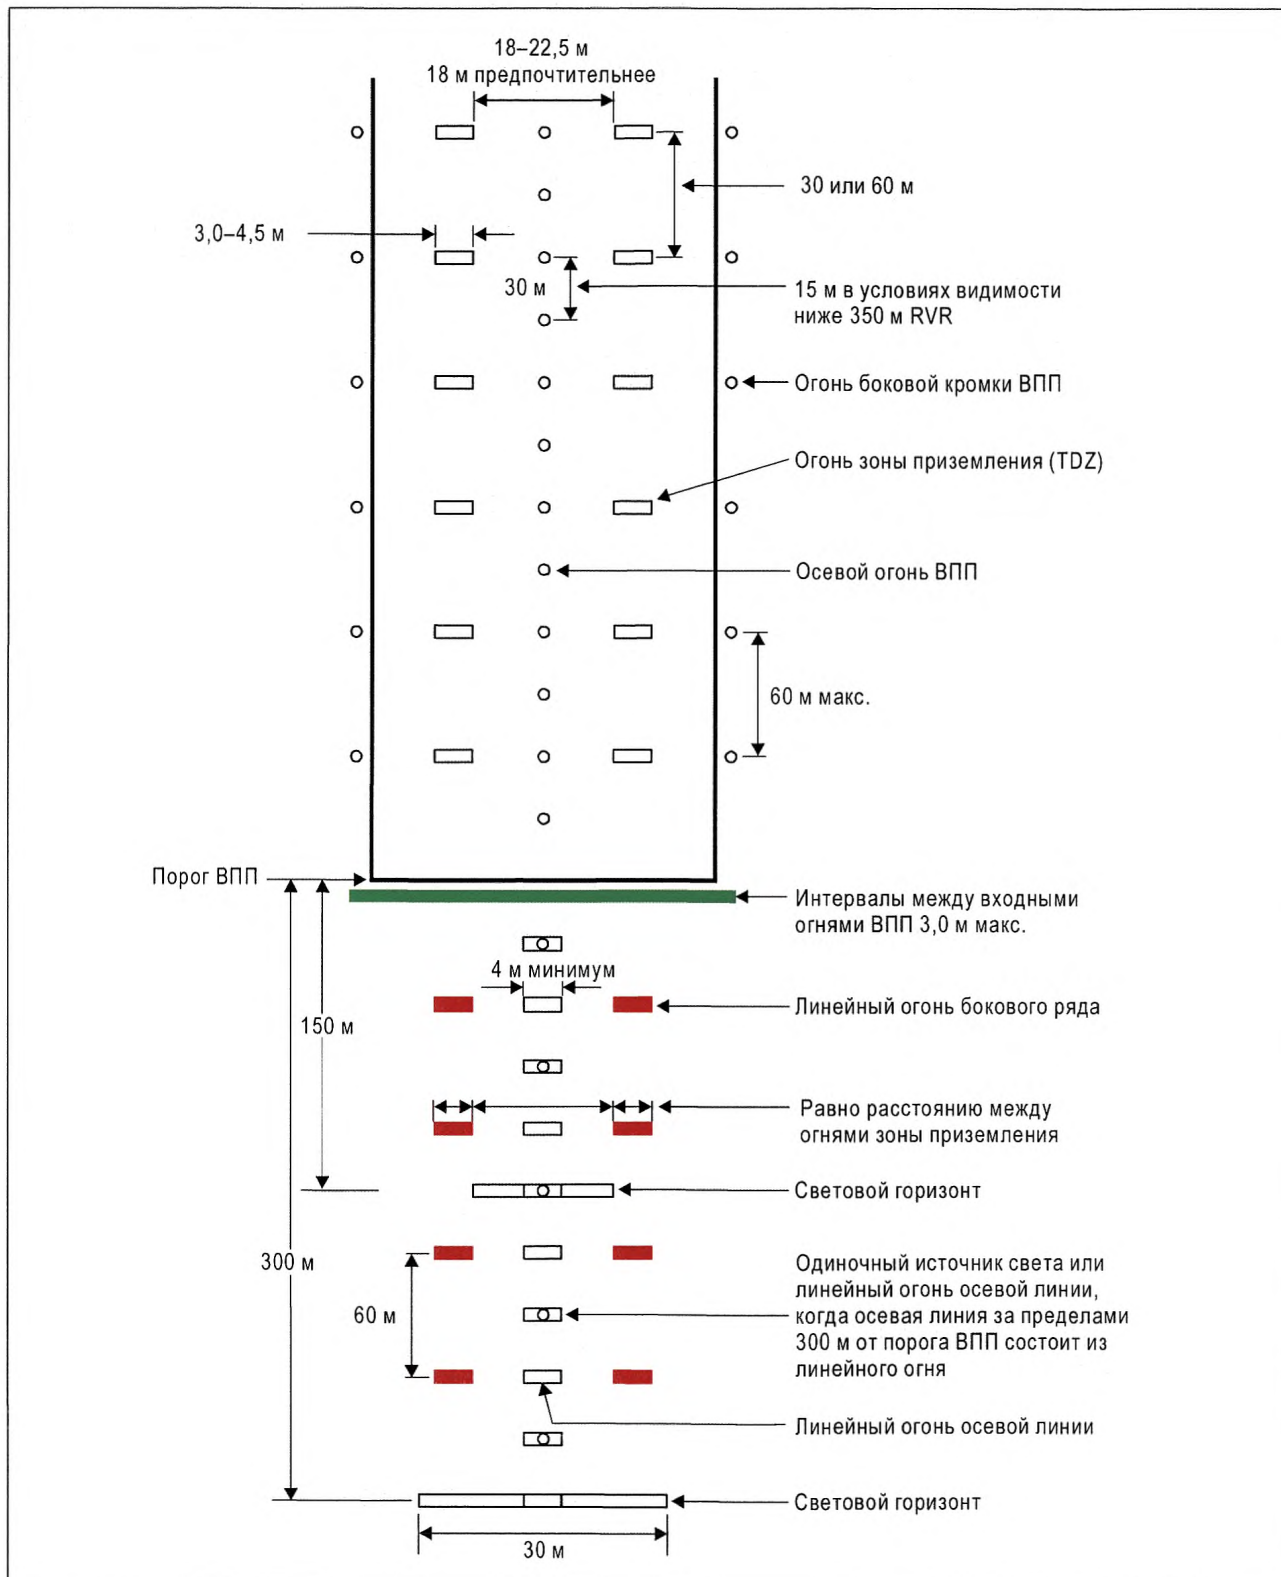 18–22,5 м
18 м предпочтительнее
30 или 60 м
3,0–4,5 м
30 м
15 м в условиях видимости
ниже 350 м RVR
Огонь боковой кромки ВПП
Огонь зоны приземления (TDZ)
Осевой огонь ВПП
60 м макс.
Порог ВПП
Интервалы между входными
огнями ВПП 3,0 м макс.
4 м минимум
Линейный огонь бокового ряда
150 м
Равно расстоянию между
огнями зоны приземления
Световой горизонт
300 м
Одиночный источник света или
линейный огонь осевой линии,
когда осевая линия за пределами
300 м от порога ВПП состоит из
линейного огня
60 м
Линейный огонь осевой линии
Световой горизонт
30 м